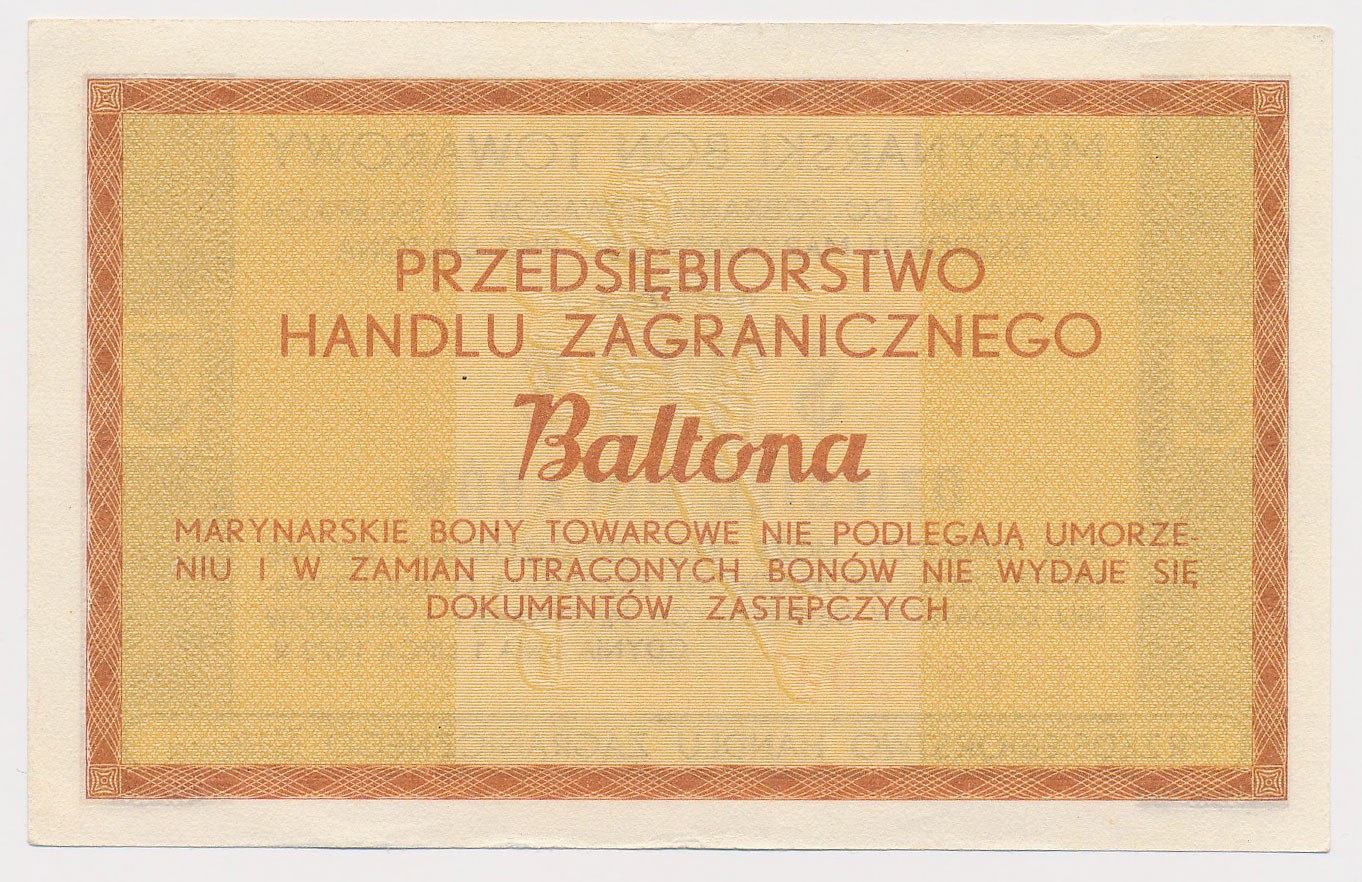 PRZEDSIĘBIORSTWO
HANDLU ZAGRANICZNEGO
Baltona
MARYNARSKIE BONY TOWAROWE NIE PODLEGAJĄ UMORZE-
NIU I W ZAMIAN UTRACONYCH BONÓW NIE WYDAJE SIĘ
DOKUMENTÓW ZASTĘPCZYCH